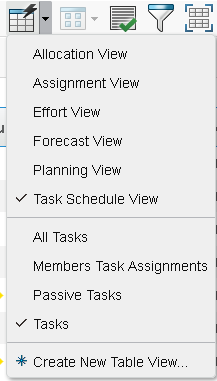 Allocation View
Assignment View
Effort View
Forecast View
Planning View
Task Schedule View
All Tasks
Members Task Assignments
Passive Tasks
Tasks
Create New Table View...